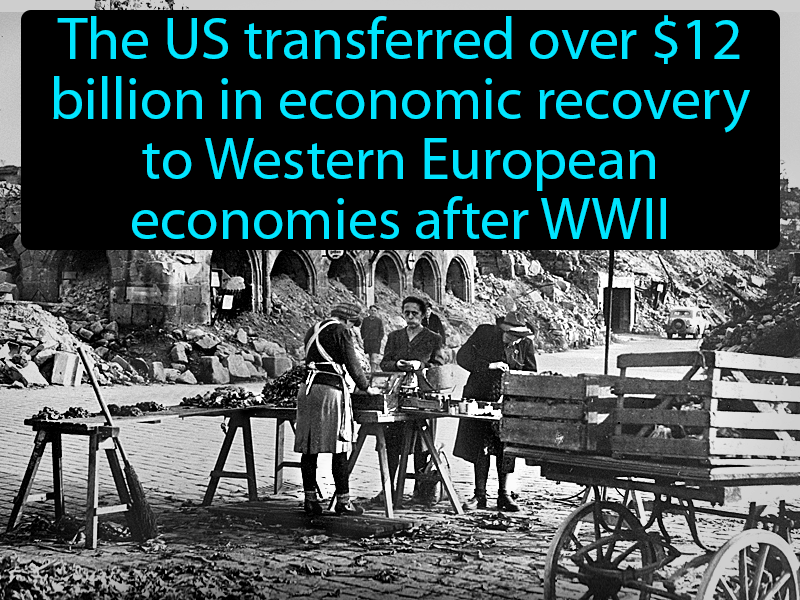 The US transferred over $12
billion in economic recovery
to Western European
economies after WWII